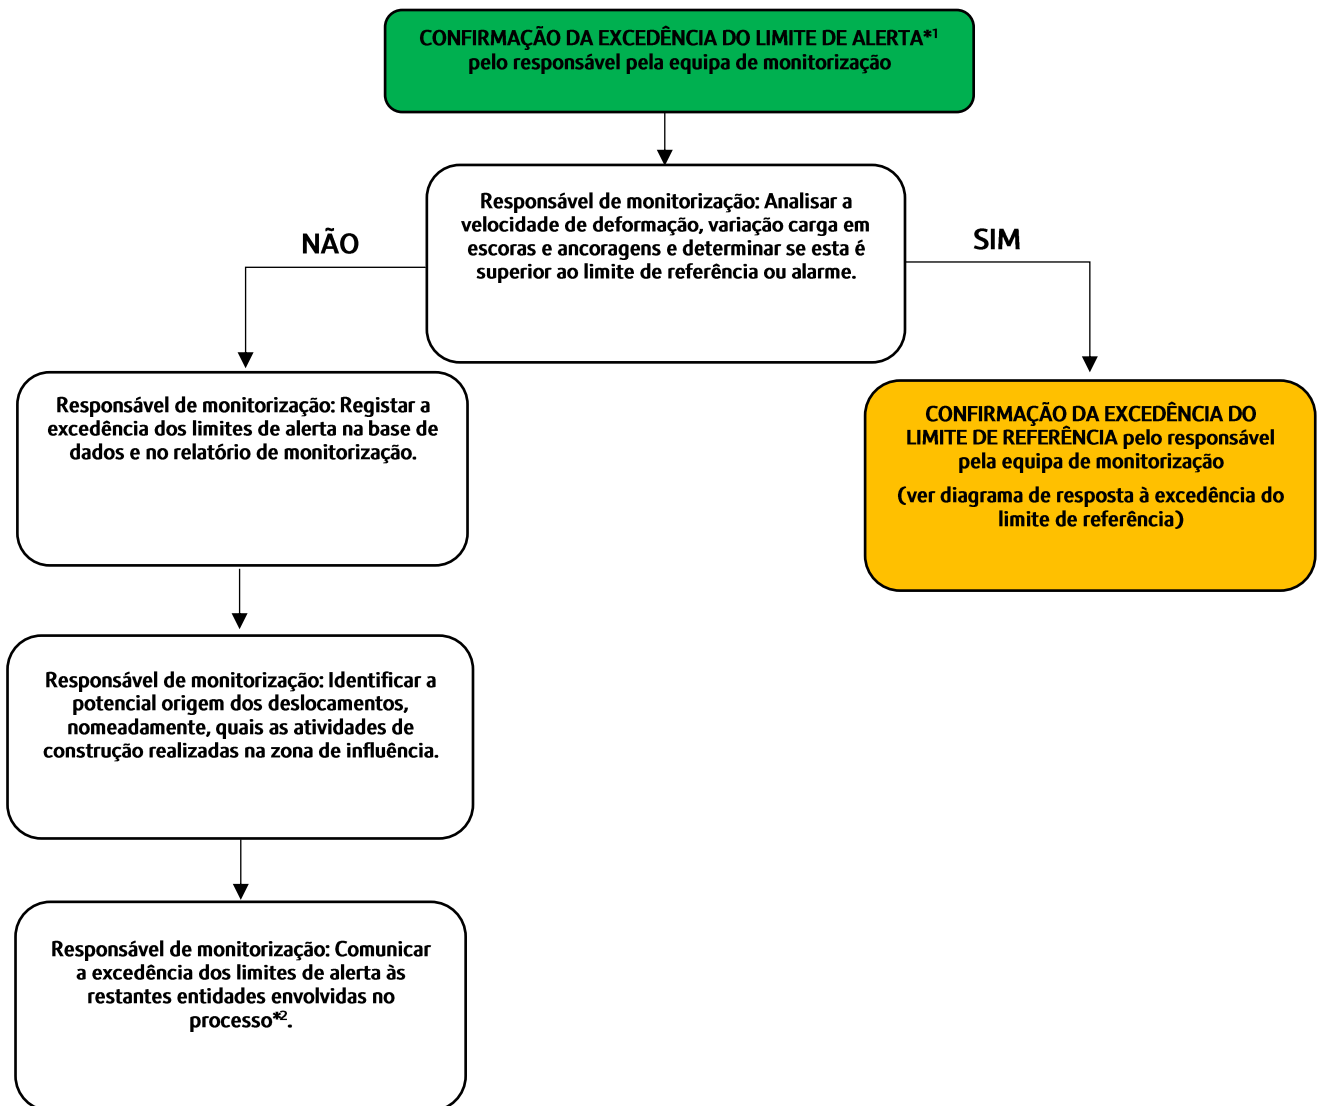 CONFIRMAÇÃO DA EXCEDÊNCIA DO LIMITE DE ALERTA*1
pelo responsável pela equipa de monitorização
Responsável de monitorização: Analisar a
velocidade de deformação, variação carga em
escoras e ancoragens e determinar se esta é
superior ao limite de referência ou alarme.
NÃO
SIM
Responsável de monitorização: Registar a
excedência dos limites de alerta na base de
dados e no relatório de monitorização.
CONFIRMAÇÃO DA EXCEDÊNCIA DO
LIMITE DE REFERÊNCIA pelo responsável
pela equipa de monitorização
(ver diagrama de resposta à excedência do
limite de referência)
Responsável de monitorização: Identificar a
potencial origem dos deslocamentos,
nomeadamente, quais as atividades de
construção realizadas na zona de influência.
Responsável de monitorização: Comunicar
a excedência dos limites de alerta às
restantes entidades envolvidas no
processo*2.